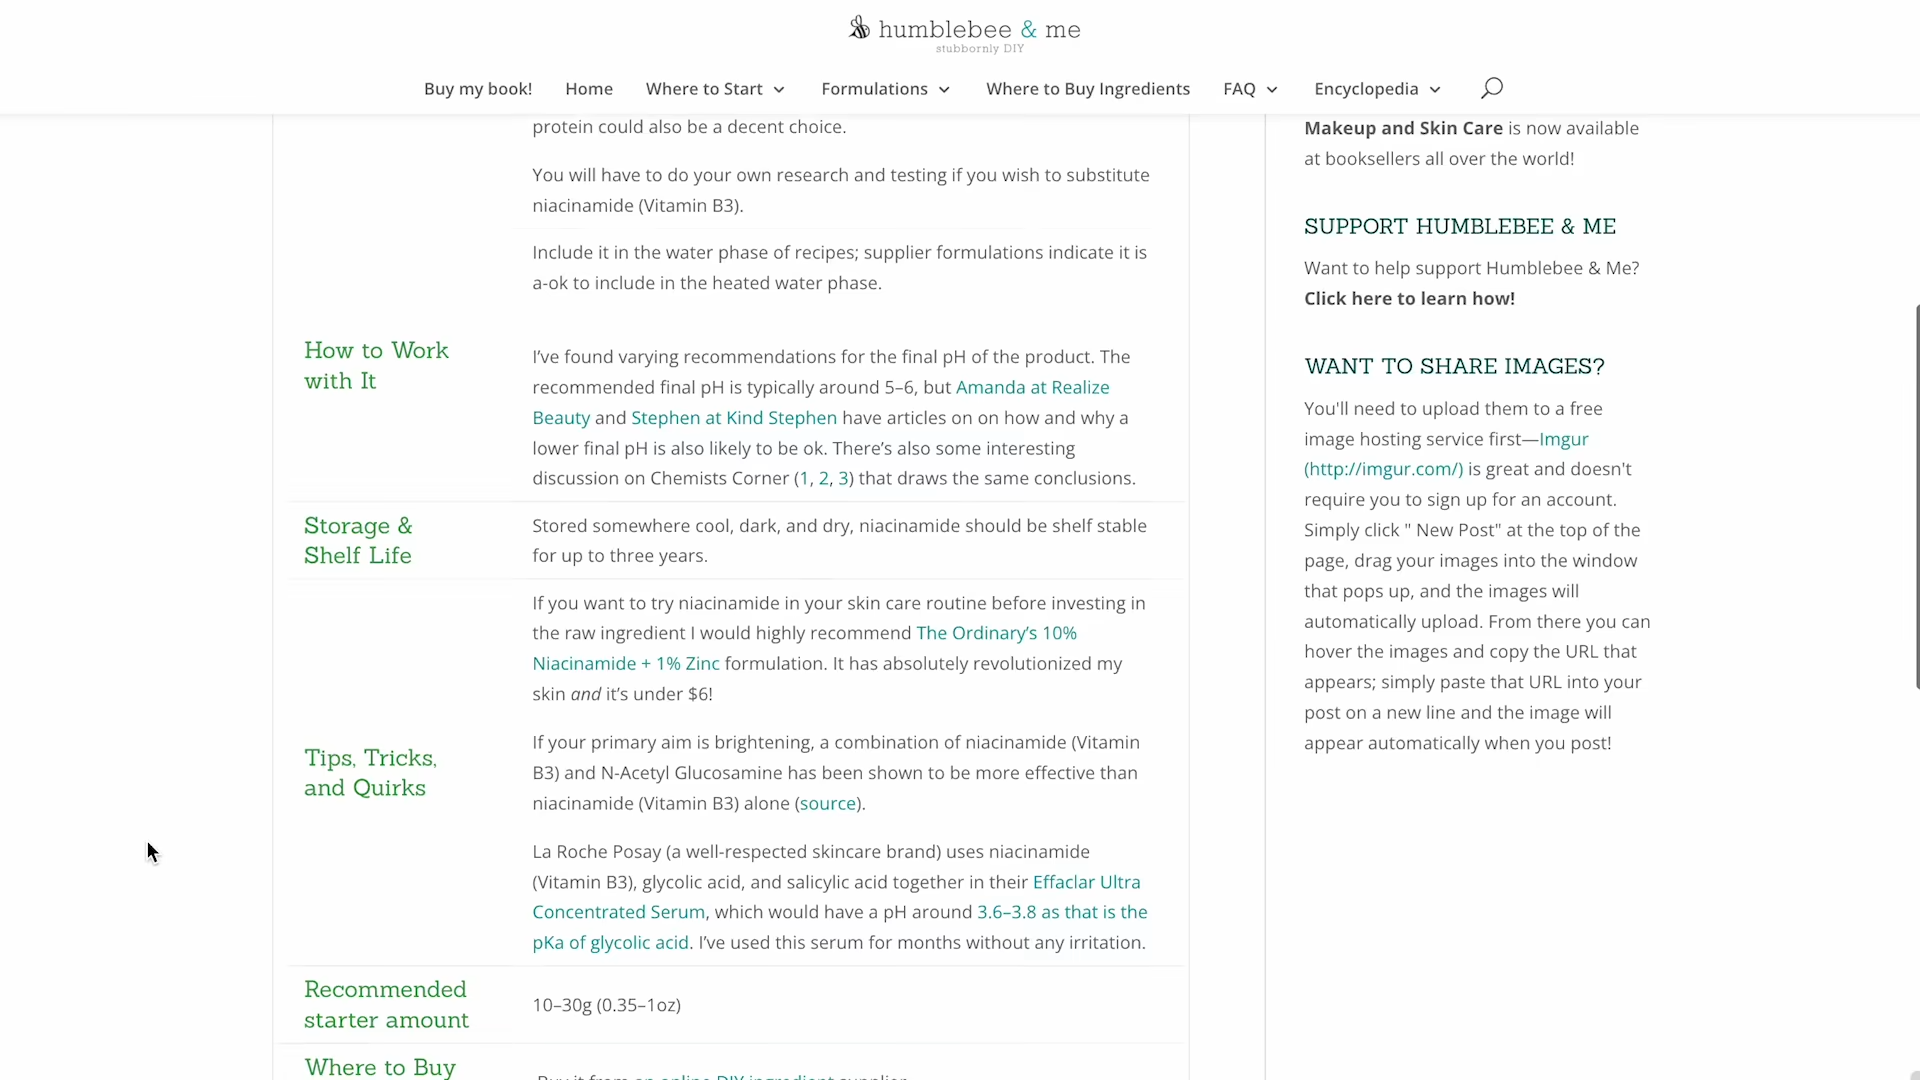 humblebee & me
stubbornly DIY
Buy my book! Home Where to Start Formulations Where to Buy Ingredients FAQ Encyclopedia
protein could also be a decent choice.
You will have to do your own research and testing if you wish to substitute
niacinamide (Vitamin B3).
Include it in the water phase of recipes; supplier formulations indicate it is
a-ok to include in the heated water phase.
How to Work
with It
I've found varying recommendations for the final pH of the product. The
recommended final pH is typically around 5–6, but Amanda at Realize
Beauty and Stephen at Kind Stephen have articles on on how and why a
lower final pH is also likely to be ok. There's also some interesting
discussion on Chemists Corner (1, 2, 3) that draws the same conclusions.
Storage &
Shelf Life
Stored somewhere cool, dark, and dry, niacinamide should be shelf stable
for up to three years.
Tips, Tricks,
and Quirks
If you want to try niacinamide in your skin care routine before investing in
the raw ingredient I would highly recommend The Ordinary's 10%
Niacinamide + 1% Zinc formulation. It has absolutely revolutionized my
skin and it's under $6!
If your primary aim is brightening, a combination of niacinamide (Vitamin
B3) and N-Acetyl Glucosamine has been shown to be more effective than
niacinamide (Vitamin B3) alone (source).
La Roche Posay (a well-respected skincare brand) uses niacinamide
(Vitamin B3), glycolic acid, and salicylic acid together in their Effaclar Ultra
Concentrated Serum, which would have a pH around 3.6–3.8 as that is the
pKa of glycolic acid. I've used this serum for months without any irritation.
Recommended
starter amount
10–30g (0.35–1oz)
Where to Buy
Buy it from an online DIY ingredient supplier
Makeup and Skin Care is now available
at booksellers all over the world!
SUPPORT HUMBLEBEE & ME
Want to help support Humblebee & Me?
Click here to learn how!
WANT TO SHARE IMAGES?
You'll need to upload them to a free
image hosting service first—Imgur
(http://imgur.com/) is great and doesn't
require you to sign up for an account.
Simply click " New Post" at the top of the
page, drag your images into the window
that pops up, and the images will
automatically upload. From there you can
hover the images and copy the URL that
appears; simply paste that URL into your
post on a new line and the image will
appear automatically when you post!